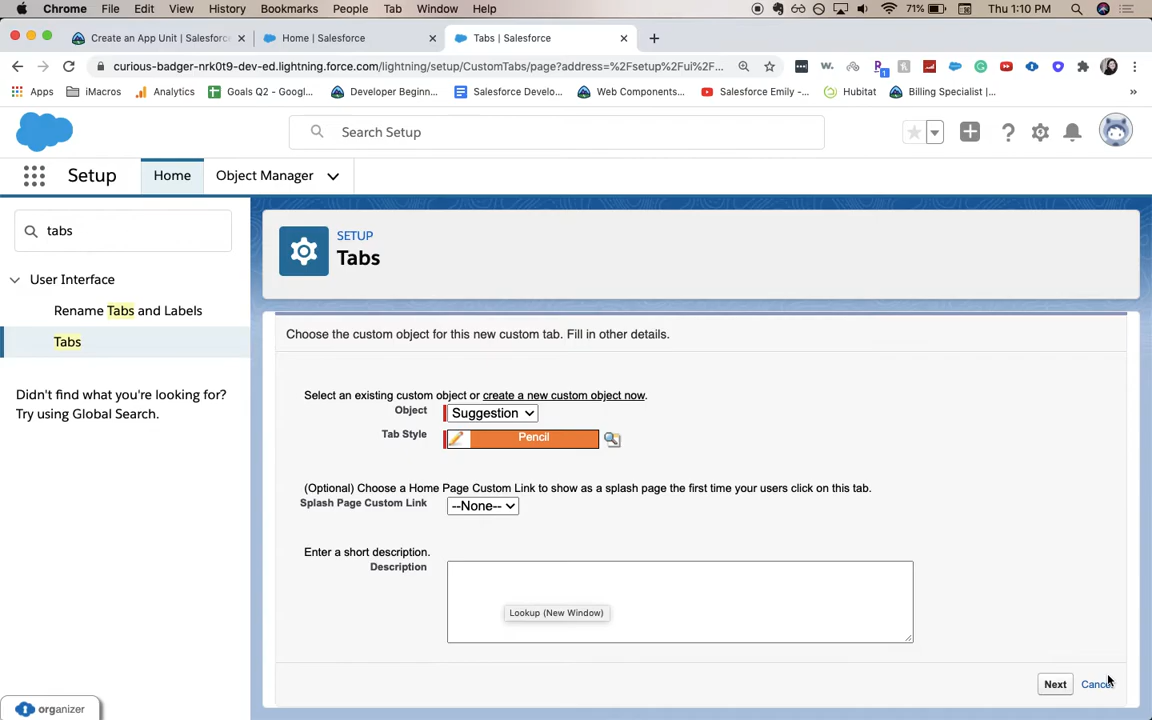 Chrome File Edit View History Bookmarks People Tab Window Help 71% Thu 1:10 PM
Create an App Unit | Salesforc Home | Salesforce Tabs | Salesforce
curious-badger-nrk0t9-dev-ed.lightning.force.com/lightning/setup/CustomTabs/page?address=%2Fsetup%2Fui%2F...
Apps iMacros Analytics Goals Q2 - Googl... Developer Beginn... Salesforce Develo... Web Components... Salesforce Emily -... Hubitat Billing Specialist |... »
Search Setup
Setup Home Object Manager
tabs
User Interface
Rename Tabs and Labels
Tabs
Didn't find what you're looking for?
Try using Global Search.
SETUP
Tabs
Choose the custom object for this new custom tab. Fill in other details.
Select an existing custom object or create a new custom object now.
Object Suggestion
Tab Style Pencil
(Optional) Choose a Home Page Custom Link to show as a splash page the first time your users click on this tab.
Splash Page Custom Link --None--
Enter a short description.
Description
Lookup (New Window)
Next Cancel
organizer